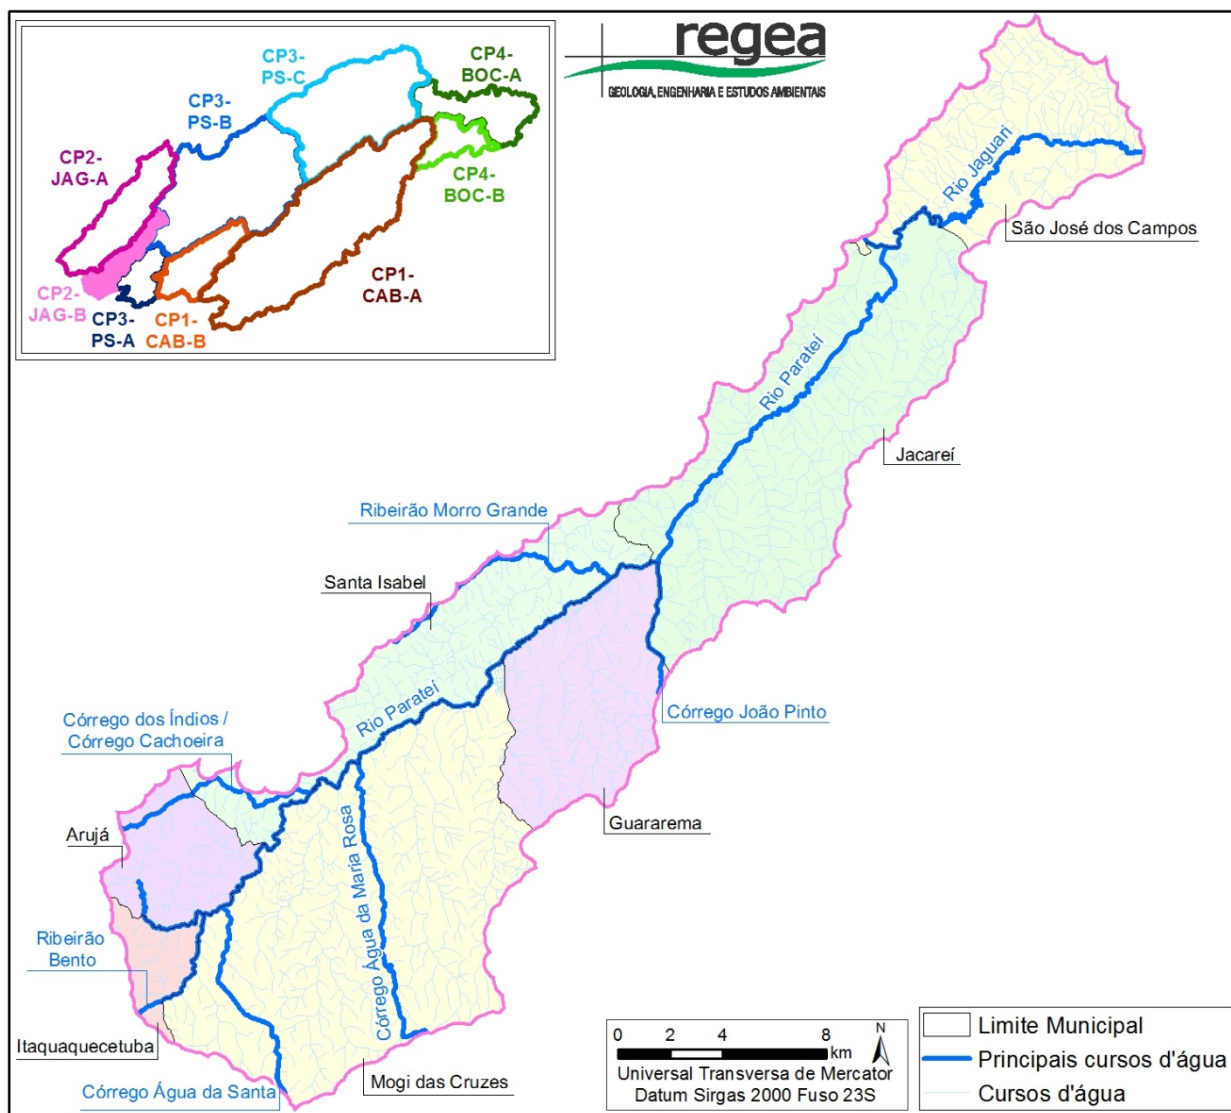 CP3-
PS-C
CP4-
BOC-A
CP3-
PS-B
CP2-
JAG-A
CP4-
BOC-B
CP1-
CAB-A
CP2-
JAG-B
CP3-
PS-A
CP1-
CAB-B
regea
GEOLOGIA, ENGENHARIA E ESTUDOS AMBIENTAIS
Rio Jaguari
São José dos Campos
Rio Parateí
Jacareí
Ribeirão Morro Grande
Santa Isabel
Rio Parateí
Córrego João Pinto
Córrego dos Índios /
Córrego Cachoeira
Guararema
Arujá
Córrego Água da Maria Rosa
Ribeirão
Bento
Itaquaquecetuba
Córrego Água da Santa
Mogi das Cruzes
0 2 4 8
km
N
Universal Transversa de Mercator
Datum Sirgas 2000 Fuso 23S
Limite Municipal
Principais cursos d'água
Cursos d'água